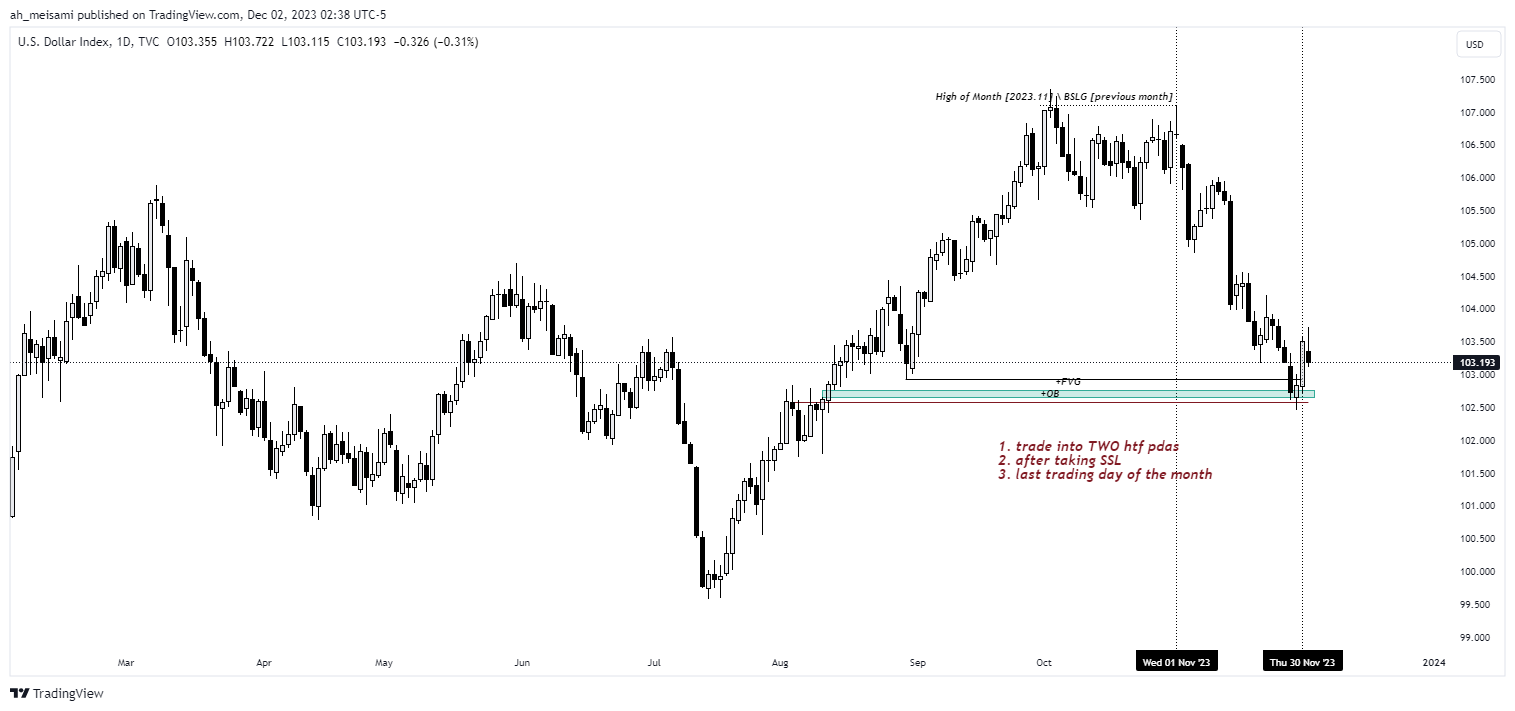 ah_meisami published on TradingView.com, Dec 02, 2023 02:38 UTC-5
U.S. Dollar Index, 1D, TVC O103.355 H103.722 L103.115 C103.193 −0.326 (−0.31%)
USD
107.500
High of Month [2023.11] \ BSLG [previous month]
107.000
106.500
106.000
105.500
105.000
104.500
104.000
103.500
103.193
103.000
+FVG
+OB
102.500
102.000
1. trade into TWO htf pdas
2. after taking SSL
3. last trading day of the month
101.500
101.000
100.500
100.000
99.500
99.000
Mar Apr May Jun Jul Aug Sep Oct Wed 01 Nov '23 Thu 30 Nov '23 2024
TradingView